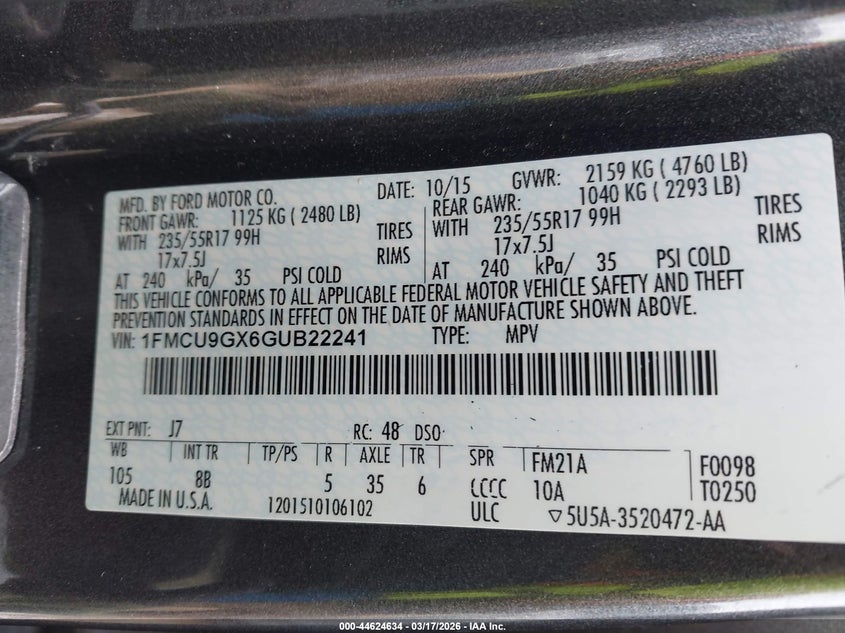 MFD. BY FORD MOTOR CO. DATE: 10/15 GVWR: 2159 KG ( 4760 LB)
FRONT GAWR: 1125 KG ( 2480 LB) REAR GAWR: 1040 KG ( 2293 LB)
WITH 235/55R17 99H TIRES WITH 235/55R17 99H TIRES
17x7.5J RIMS 17x7.5J RIMS
AT 240 kPa/ 35 PSI COLD AT 240 kPa/ 35 PSI COLD
THIS VEHICLE CONFORMS TO ALL APPLICABLE FEDERAL MOTOR VEHICLE SAFETY AND THEFT
PREVENTION STANDARDS IN EFFECT ON THE DATE OF MANUFACTURE SHOWN ABOVE.
VIN: 1FMCU9GX6GUB22241 TYPE: MPV
EXT PNT: J7 RC: 48 DSO:
WB INT TR TP/PS R AXLE TR SPR FM21A F0098
105 8B 5 35 6 CCCC 10A T0250
MADE IN U.S.A. 1201510106102 ULC ▽5U5A-3520472-AA
000-44624634 - 03/17/2026 - IAA Inc.